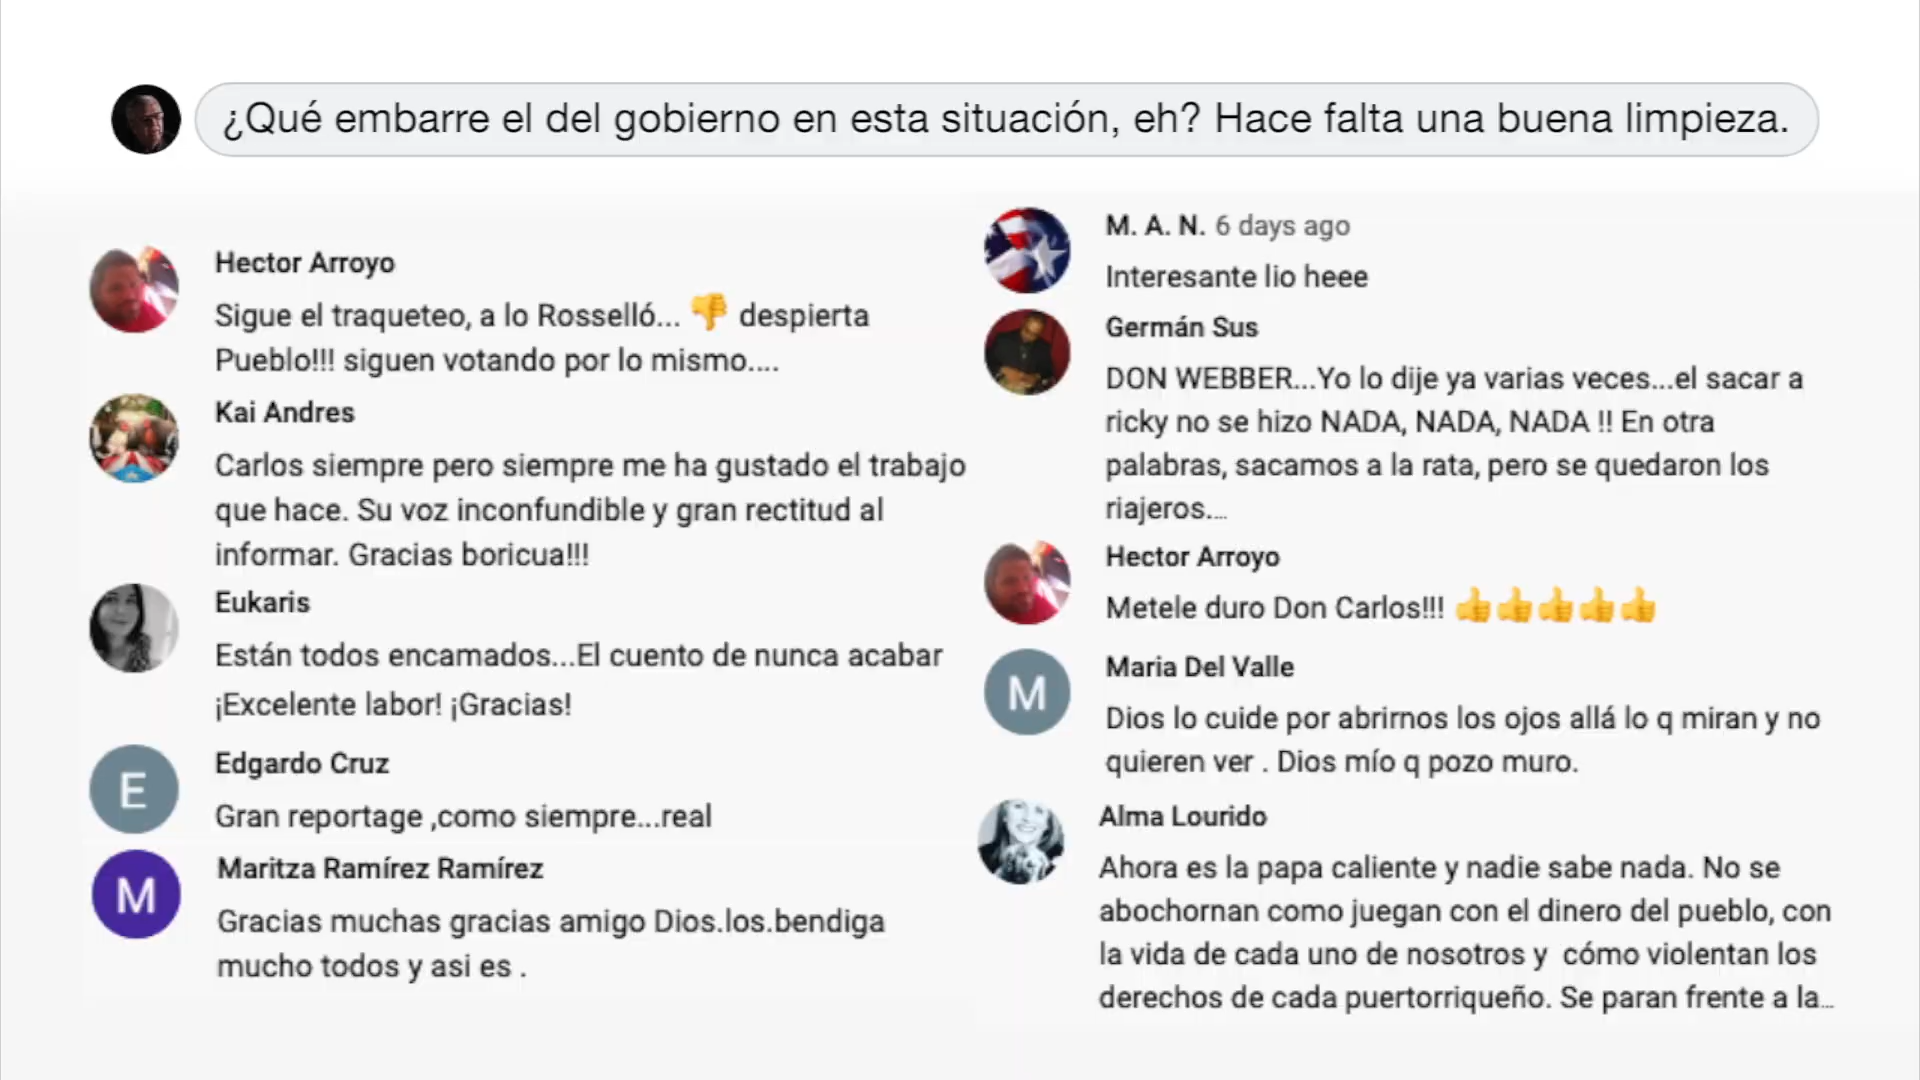 ¿Qué embarre el del gobierno en esta situación, eh? Hace falta una buena limpieza.
Hector Arroyo
Sigue el traqueteo, a lo Rosselló... 👎 despierta
Pueblo!!! siguen votando por lo mismo....
Kai Andres
Carlos siempre pero siempre me ha gustado el trabajo
que hace. Su voz inconfundible y gran rectitud al
informar. Gracias boricua!!!
Eukaris
Están todos encamados...El cuento de nunca acabar
¡Excelente labor! ¡Gracias!
E
Edgardo Cruz
Gran reportage ,como siempre...real
M
Maritza Ramírez Ramírez
Gracias muchas gracias amigo Dios.los.bendiga
mucho todos y asi es .
M. A. N. 6 days ago
Interesante lio heee
Germán Sus
DON WEBBER...Yo lo dije ya varias veces...el sacar a
ricky no se hizo NADA, NADA, NADA !! En otra
palabras, sacamos a la rata, pero se quedaron los
riajeros....
Hector Arroyo
Metele duro Don Carlos!!! 👍👍👍👍👍
M
Maria Del Valle
Dios lo cuide por abrirnos los ojos allá lo q miran y no
quieren ver . Dios mío q pozo muro.
Alma Lourido
Ahora es la papa caliente y nadie sabe nada. No se
abochornan como juegan con el dinero del pueblo, con
la vida de cada uno de nosotros y  cómo violentan los
derechos de cada puertorriqueño. Se paran frente a la...